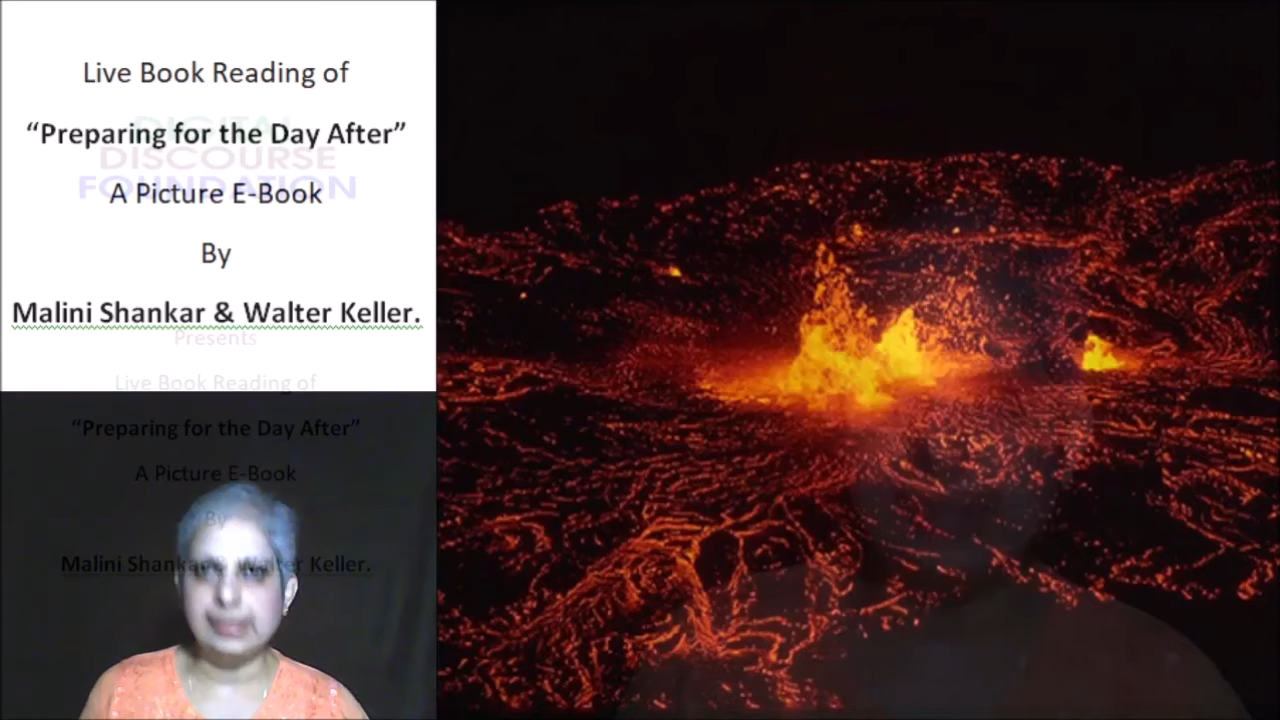 Live Book Reading of
“Preparing for the Day After”
DIGITAL
DISCOURSE
FOUNDATION
A Picture E-Book
By
Malini Shankar & Walter Keller.
Presents
Live Book Reading of
“Preparing for the Day After”
A Picture E-Book
By
Malini Shankar & Walter Keller.